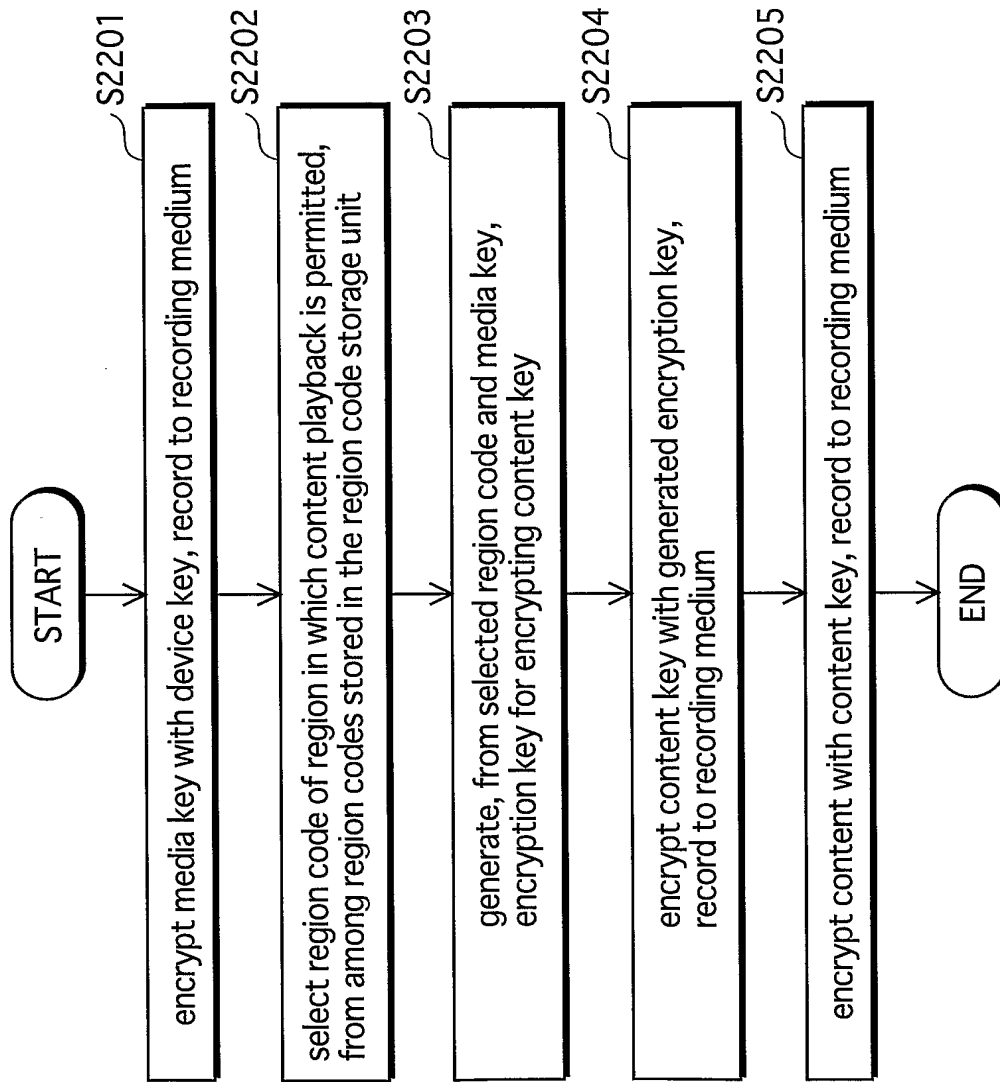 START
S2201
encrypt media key with device key, record to recording medium
S2202
select region code of region in which content playback is permitted,
from among region codes stored in the region code storage unit
S2203
generate, from selected region code and media key,
encryption key for encrypting content key
S2204
encrypt content key with generated encryption key,
record to recording medium
S2205
encrypt content with content key, record to recording medium
END